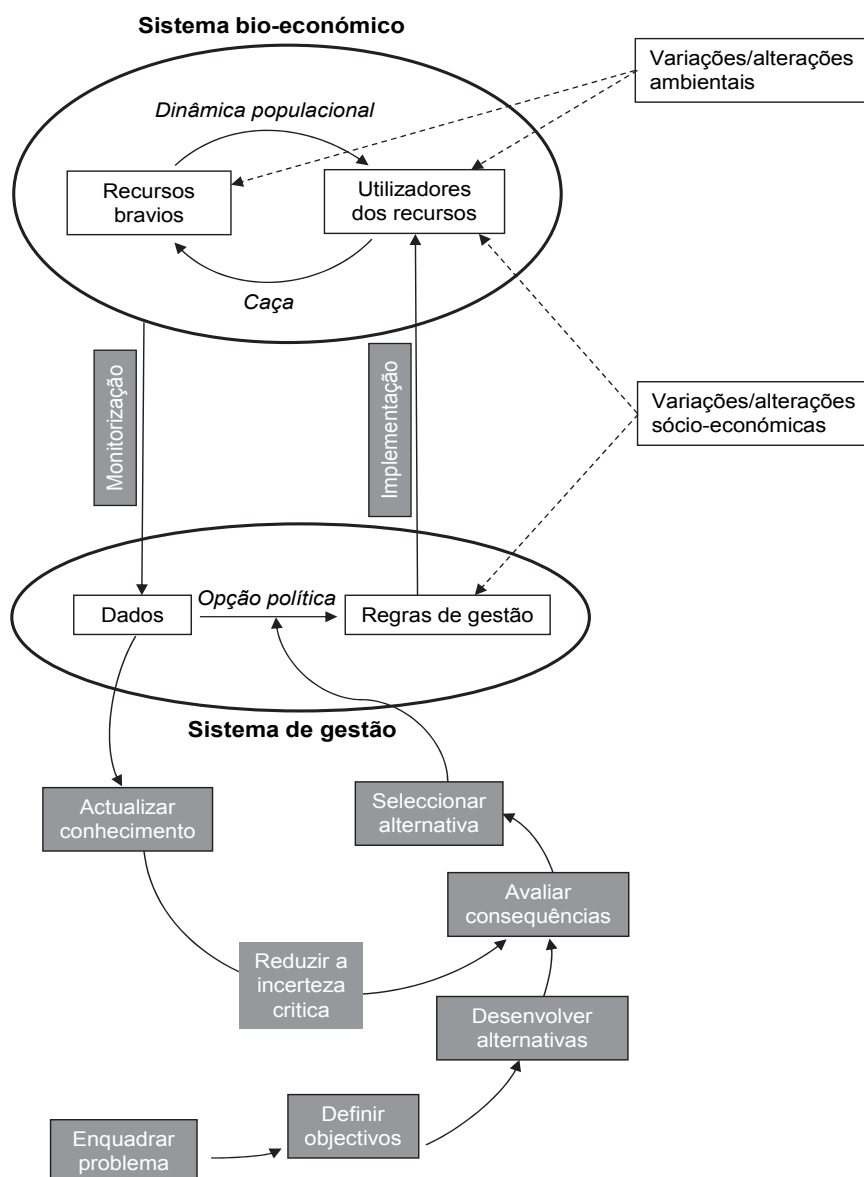 Sistema bio-económico
Variações/alterações
ambientais
Dinâmica populacional
Recursos
bravios
Utilizadores
dos recursos
Caça
Monitorização
Implementação
Variações/alterações
sócio-económicas
Dados
Opção política
Regras de gestão
Sistema de gestão
Actualizar
conhecimento
Seleccionar
alternativa
Avaliar
consequências
Reduzir a
incerteza
critica
Desenvolver
alternativas
Definir
objectivos
Enquadrar
problema